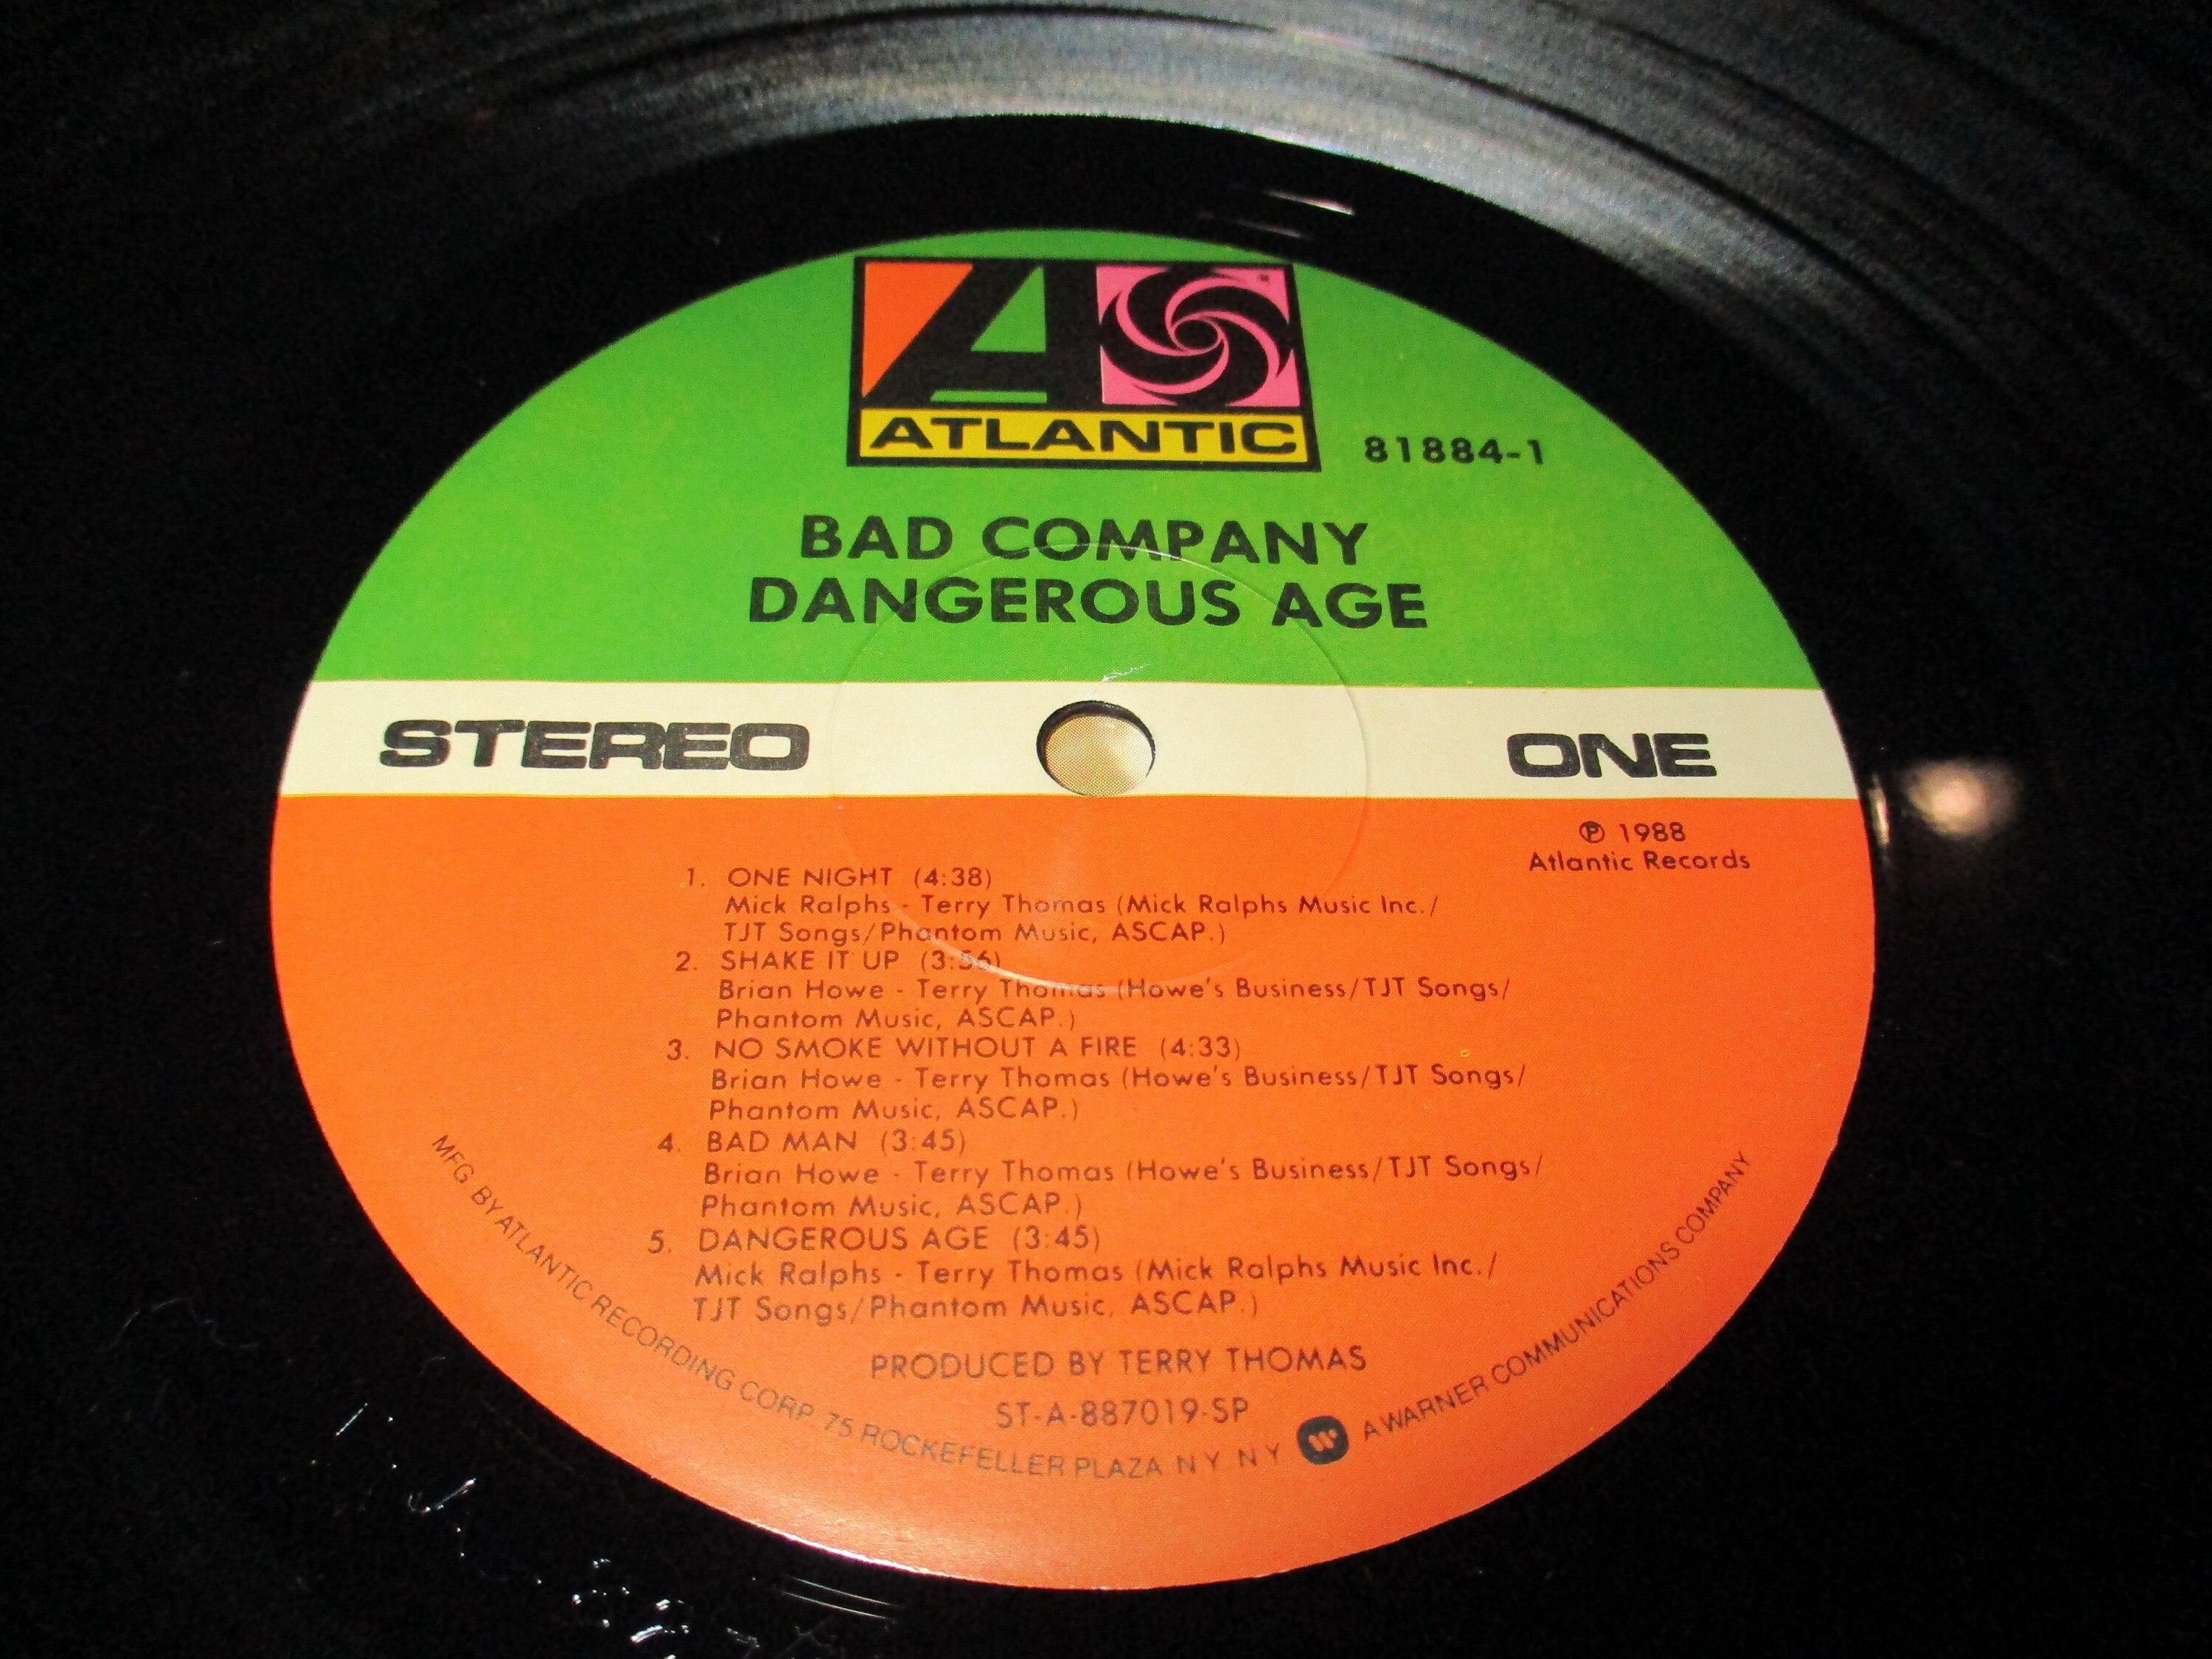 ATLANTIC
81884-1
BAD COMPANY
DANGEROUS AGE
STEREO
ONE
℗ 1988
Atlantic Records
1. ONE NIGHT (4:38)
Mick Ralphs - Terry Thomas (Mick Ralphs Music Inc./
TJT Songs/Phantom Music, ASCAP.)
2. SHAKE IT UP (3:56)
Brian Howe - Terry Thomas (Howe's Business/TJT Songs/
Phantom Music, ASCAP.)
3. NO SMOKE WITHOUT A FIRE (4:33)
Brian Howe - Terry Thomas (Howe's Business/TJT Songs/
Phantom Music, ASCAP.)
4. BAD MAN (3:45)
Brian Howe - Terry Thomas (Howe's Business/TJT Songs/
Phantom Music, ASCAP.)
5. DANGEROUS AGE (3:45)
Mick Ralphs - Terry Thomas (Mick Ralphs Music Inc./
TJT Songs/Phantom Music, ASCAP.)
PRODUCED BY TERRY THOMAS
ST-A-887019-SP
MFG BY ATLANTIC RECORDING CORP 75 ROCKEFELLER PLAZA N Y N Y A WARNER COMMUNICATIONS COMPANY